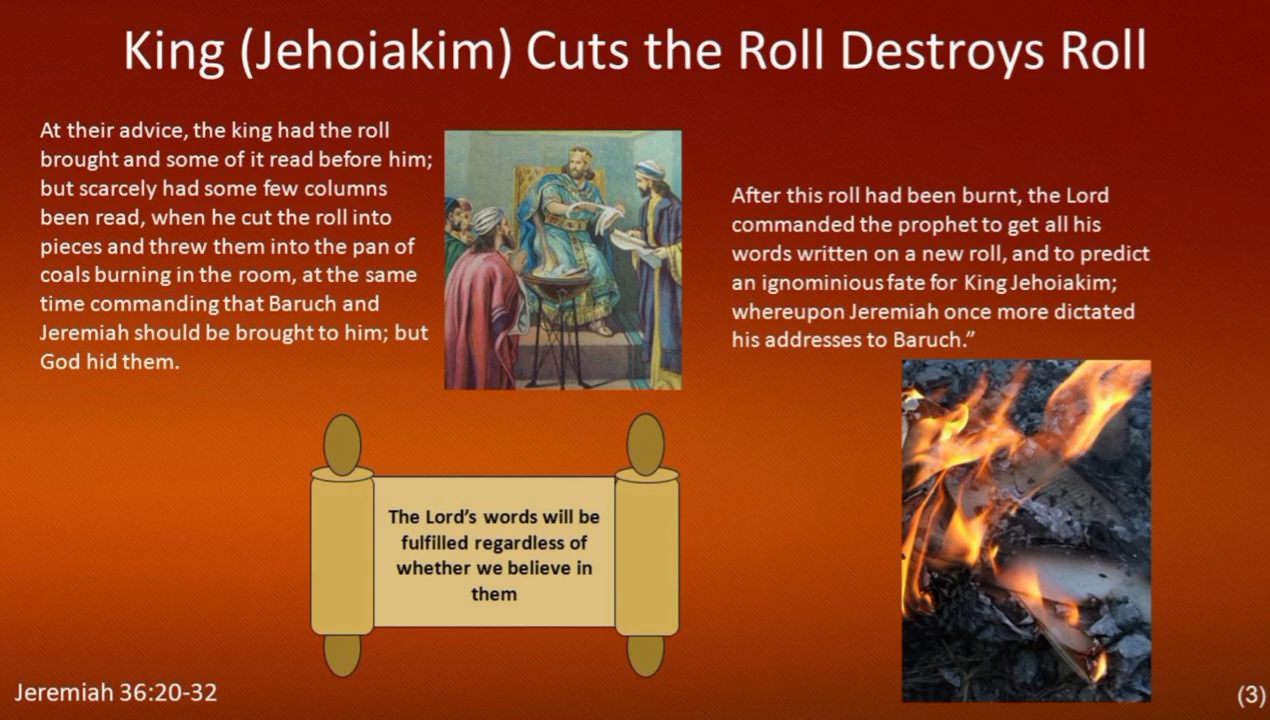 King (Jehoiakim) Cuts the Roll Destroys Roll
At their advice, the king had the roll
brought and some of it read before him;
but scarcely had some few columns
been read, when he cut the roll into
pieces and threw them into the pan of
coals burning in the room, at the same
time commanding that Baruch and
Jeremiah should be brought to him; but
God hid them.
After this roll had been burnt, the Lord
commanded the prophet to get all his
words written on a new roll, and to predict
an ignominious fate for King Jehoiakim;
whereupon Jeremiah once more dictated
his addresses to Baruch.”
The Lord’s words will be
fulfilled regardless of
whether we believe in
them
Jeremiah 36:20-32
(3)